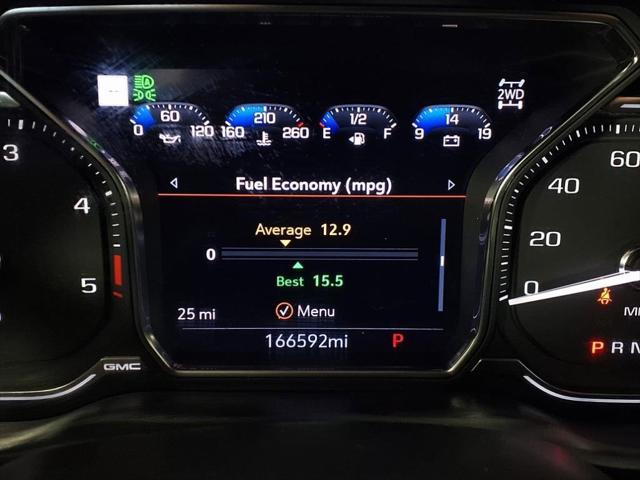 2WD
60 210 1/2 14
0 120 160 260 E F 9 19
3 4 5
Fuel Economy (mpg)
Average 12.9
0
Best 15.5
25 mi Menu
166592mi P
GMC
60
40
20
0
P R N